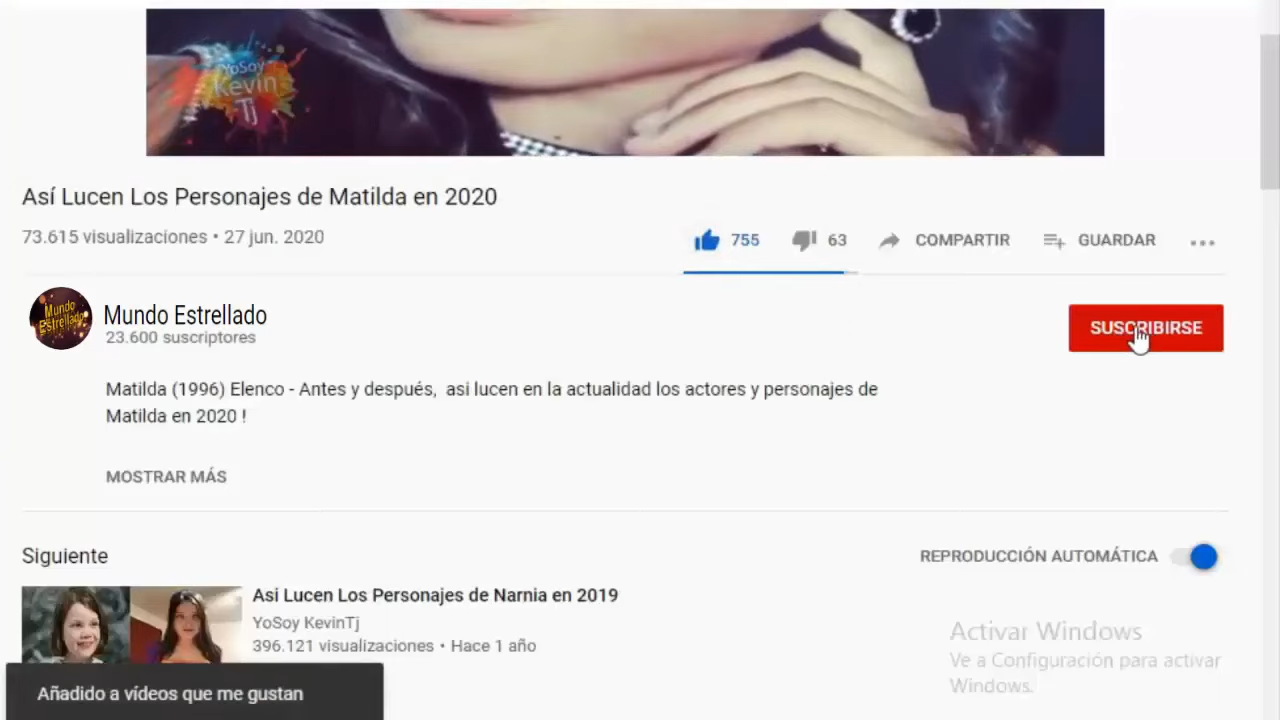 YoSoy
Kevin
Tj
Así Lucen Los Personajes de Matilda en 2020
73.615 visualizaciones • 27 jun. 2020
755
63
COMPARTIR
GUARDAR
Mundo
Estrellado
Mundo Estrellado
23.600 suscriptores
SUSCRIBIRSE
Matilda (1996) Elenco - Antes y después, asi lucen en la actualidad los actores y personajes de
Matilda en 2020 !
MOSTRAR MÁS
Siguiente
REPRODUCCIÓN AUTOMÁTICA
Asi Lucen Los Personajes de Narnia en 2019
YoSoy KevinTj
396.121 visualizaciones • Hace 1 año
Activar Windows
Ve a Configuración para activar
Windows.
Añadido a vídeos que me gustan